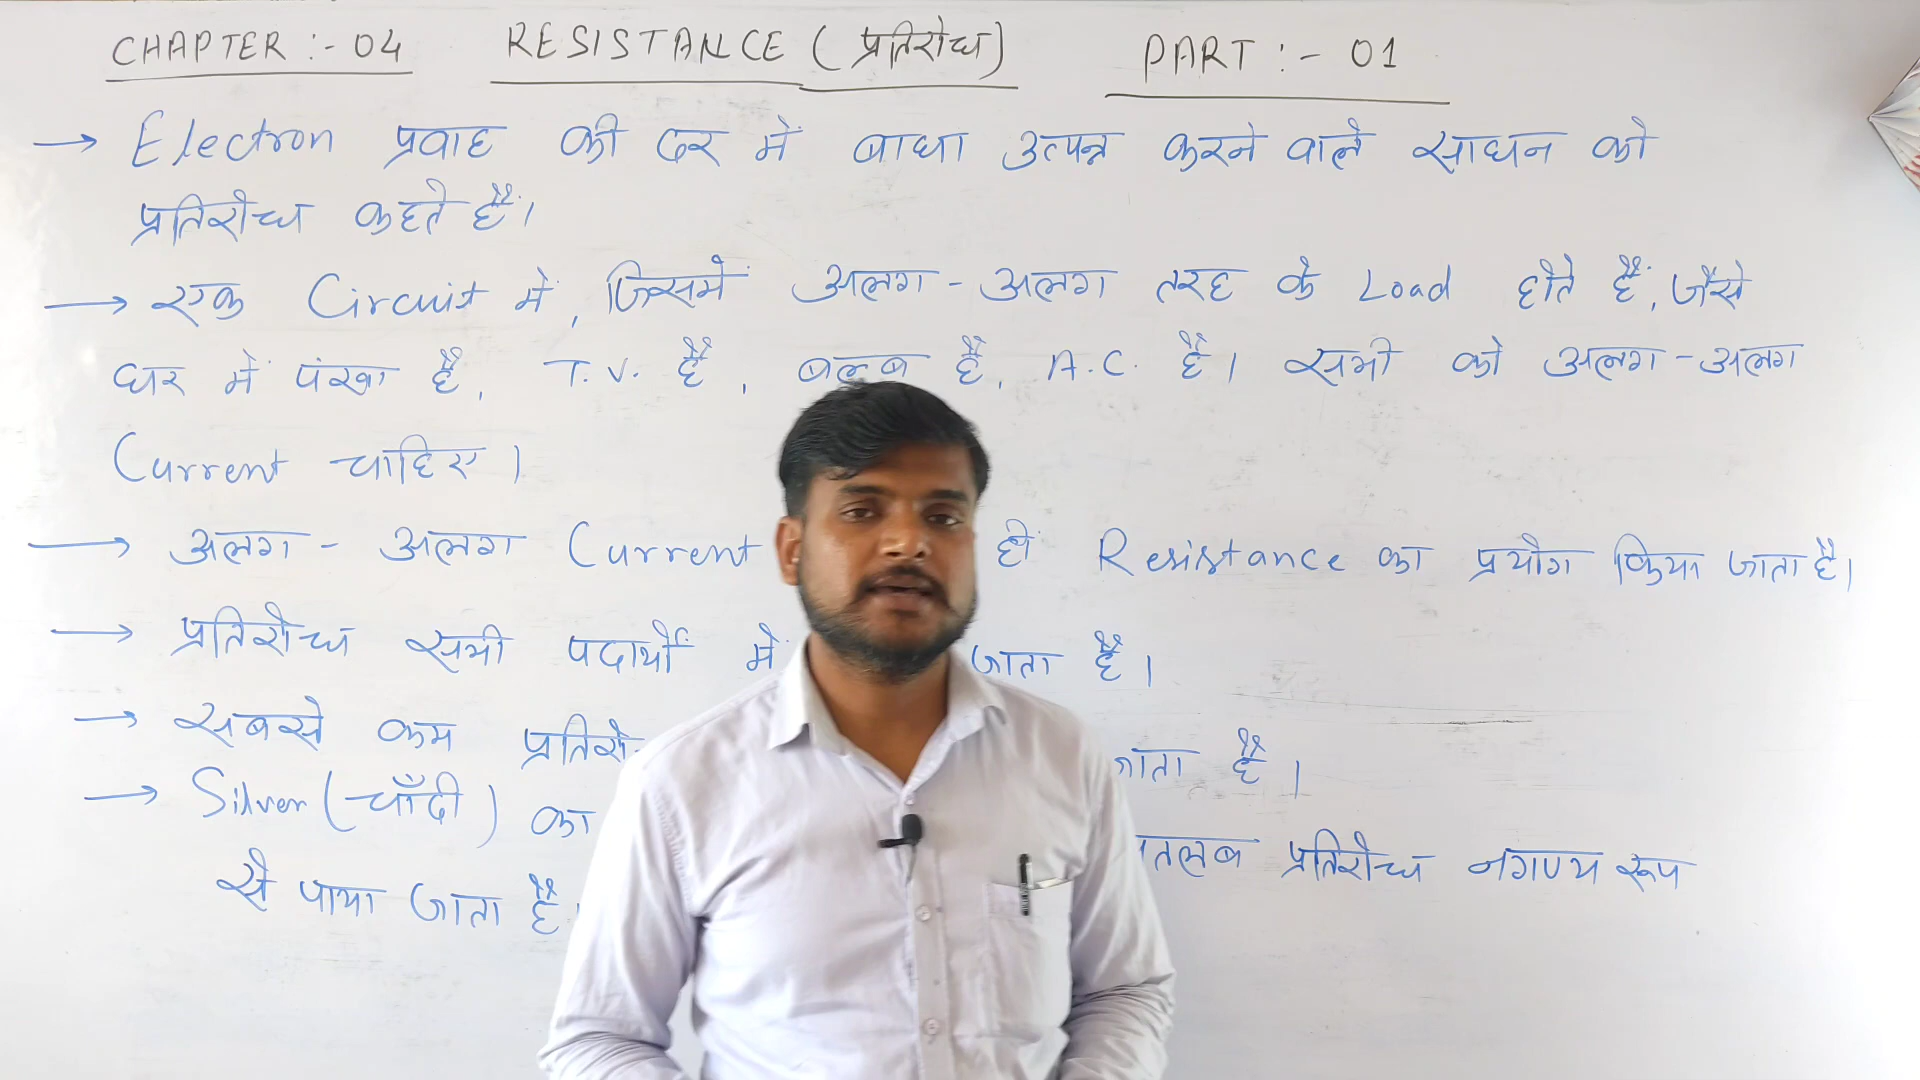 CHAPTER :- 04 RESISTANCE (प्रतिरोध) PART :- 01
→ Electron प्रवाह की दर में बाधा उत्पन्न करने वाले साधन को
प्रतिरोध कहते हैं।
→ एक Circuit में, जिसमें अलग-अलग तरह के Load होते हैं, जैसे
घर में पंखा है, T.V. है, बल्ब है, A.C. है। सभी को अलग-अलग
Current चाहिए।
→ अलग-अलग Current ही Resistance का प्रयोग किया जाता है।
→ प्रतिरोध सभी पदार्थों में जाता है।
→ सबसे कम है।
→ Silver (चाँदी) का प्रतिरोध नगण्य रूप
से पाया जाता है।